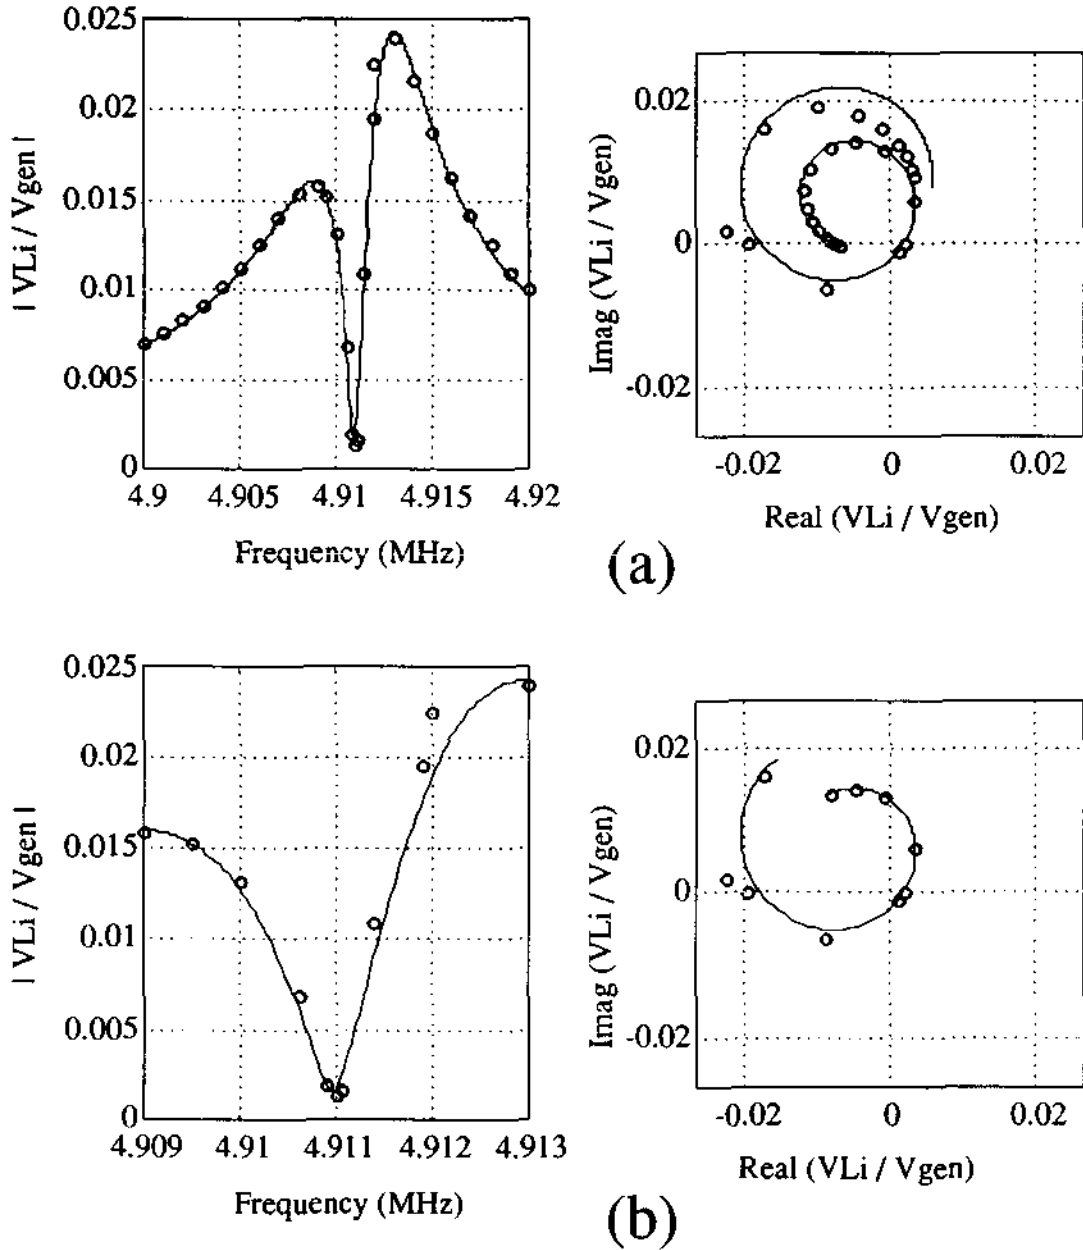 0.025
0.02
0.015
0.01
0.005
0
| VLi / Vgen |
4.9 4.905 4.91 4.915 4.92
Frequency (MHz)
0.02
0
-0.02
Imag (VLi / Vgen)
-0.02 0 0.02
Real (VLi / Vgen)
(a)
0.025
0.02
0.015
0.01
0.005
0
| VLi / Vgen |
4.909 4.91 4.911 4.912 4.913
Frequency (MHz)
0.02
0
-0.02
Imag (VLi / Vgen)
-0.02 0 0.02
Real (VLi / Vgen)
(b)